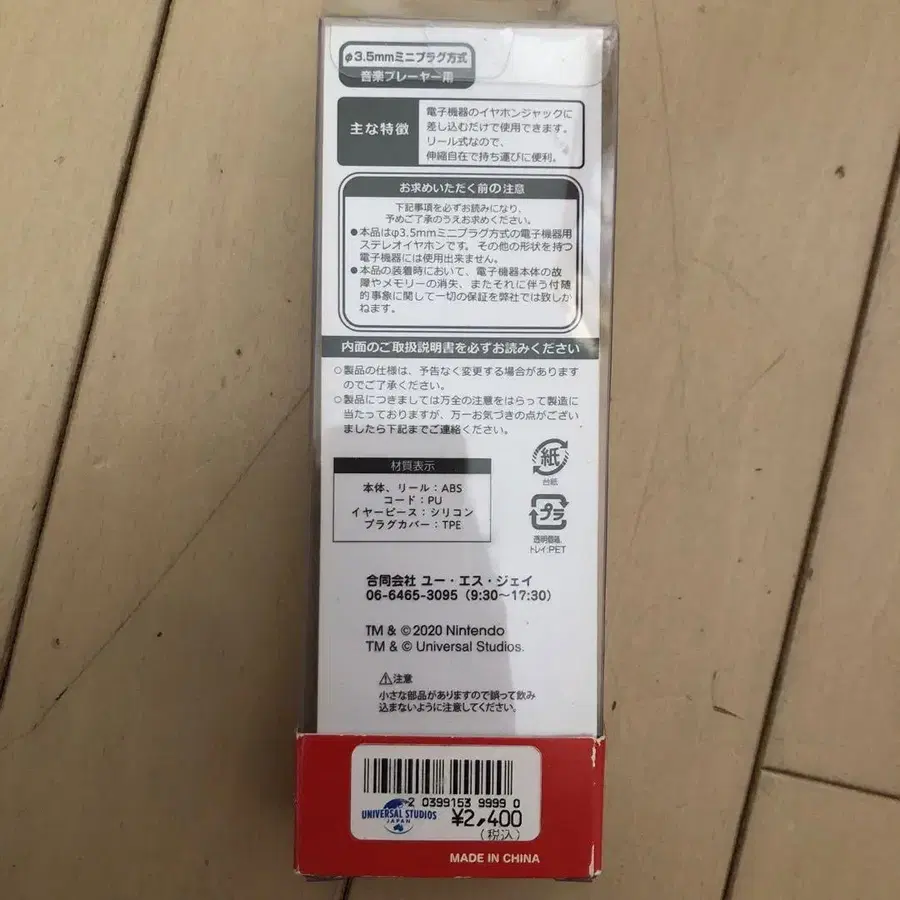 φ3.5mmミニプラグ方式
音楽プレーヤー用
主な特徴
電子機器のイヤホンジャックに
差し込むだけで使用できます。
リール式なので、
伸縮自在で持ち運びに便利。
お求めいただく前の注意
下記事項を必ずお読みになり、
予めご了承のうえお求めください。
●本品はφ3.5mmミニプラグ方式の電子機器用
ステレオイヤホンです。その他の形状を持つ
電子機器には使用出来ません。
●本品の装着時において、電子機器本体の故
障やメモリーの消失、またそれに伴う付随
的事象に関して一切の保証を弊社では致しか
ねます。
内面のご取扱説明書を必ずお読みください
○製品の仕様は、予告なく変更する場合があります
のでご了承ください。
○製品につきましては万全の注意をはらって製造に
当たっておりますが、万一お気づきの点がござい
ましたら下記までご連絡ください。
材質表示
本体、リール：ABS
コード：PU
イヤーピース：シリコン
プラグカバー：TPE
紙
台紙
プラ
透明個箱、
トレイ:PET
合同会社 ユー・エス・ジェイ
06-6465-3095（9:30〜17:30）
TM & ©2020 Nintendo
TM & © Universal Studios.
⚠注意
小さな部品がありますので誤って飲み
込まないように注意してください。
2 0399153 9999 0
UNIVERSAL STUDIOS
JAPAN
¥2,400
(税込)
MADE IN CHINA